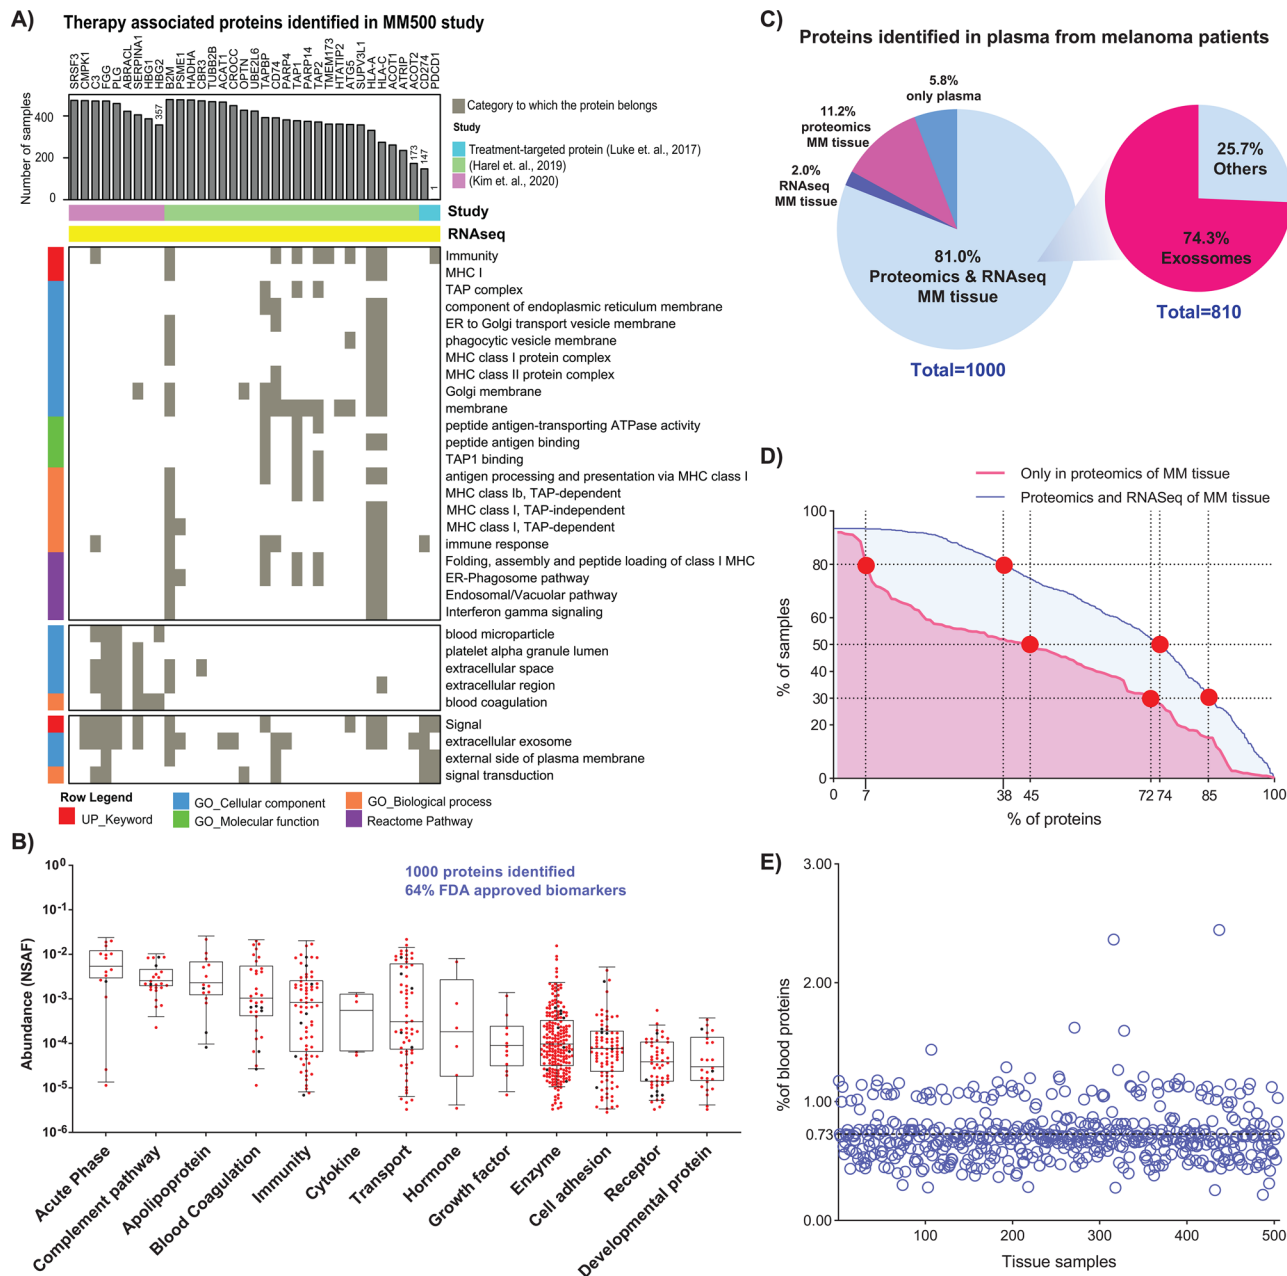 A)
Therapy associated proteins identified in MM500 study
SRSF3
CMPK1
C3
FGG
PLG
ABRACL
SERPINA1
HBG1
HBG2
B2M
PSME1
HADHA
CBR3
TUBB2B
ACAT1
CROCC
OPTN
UBE2L6
TAPBP
CD74
PARP4
TAP1
PARP14
TAP2
TMEM173
HTATIP2
ATG5
SUPV3L1
HLA-A
HLA-C
ACOT1
ATRIP
ACOT2
CD274
PDCD1
Number of samples
400
200
0
357
173
147
1
Category to which the protein belongs
Study
Treatment-targeted protein (Luke et. al., 2017)
(Harel et. al., 2019)
(Kim et al., 2020)
Study
RNAseq
Immunity
MHC I
TAP complex
component of endoplasmic reticulum membrane
ER to Golgi transport vesicle membrane
phagocytic vesicle membrane
MHC class I protein complex
MHC class II protein complex
Golgi membrane
membrane
peptide antigen-transporting ATPase activity
peptide antigen binding
TAP1 binding
antigen processing and presentation via MHC class I
MHC class Ib, TAP-dependent
MHC class I, TAP-independent
MHC class I, TAP-dependent
immune response
Folding, assembly and peptide loading of class I MHC
ER-Phagosome pathway
Endosomal/Vacuolar pathway
Interferon gamma signaling
blood microparticle
platelet alpha granule lumen
extracellular space
extracellular region
blood coagulation
Signal
extracellular exosome
external side of plasma membrane
signal transduction
Row Legend
UP_Keyword
GO_Cellular component
GO_Molecular function
GO_Biological process
Reactome Pathway
B)
1000 proteins identified
64% FDA approved biomarkers
Abundance (NSAF)
10^0
10^-1
10^-2
10^-3
10^-4
10^-5
10^-6
Acute Phase
Complement pathway
Apolipoprotein
Blood Coagulation
Immunity
Cytokine
Transport
Hormone
Growth factor
Enzyme
Cell adhesion
Receptor
Developmental protein
C)
Proteins identified in plasma from melanoma patients
5.8%
only plasma
11.2%
proteomics
MM tissue
2.0%
RNAseq
MM tissue
81.0%
Proteomics & RNAseq
MM tissue
Total=1000
25.7%
Others
74.3%
Exossomes
Total=810
D)
Only in proteomics of MM tissue
Proteomics and RNASeq of MM tissue
% of samples
100
80
60
50
40
30
20
0
0
7
38
45
72
74
85
100
% of proteins
E)
%of blood proteins
3.00
2.00
1.00
0.73
0.00
100
200
300
400
500
Tissue samples